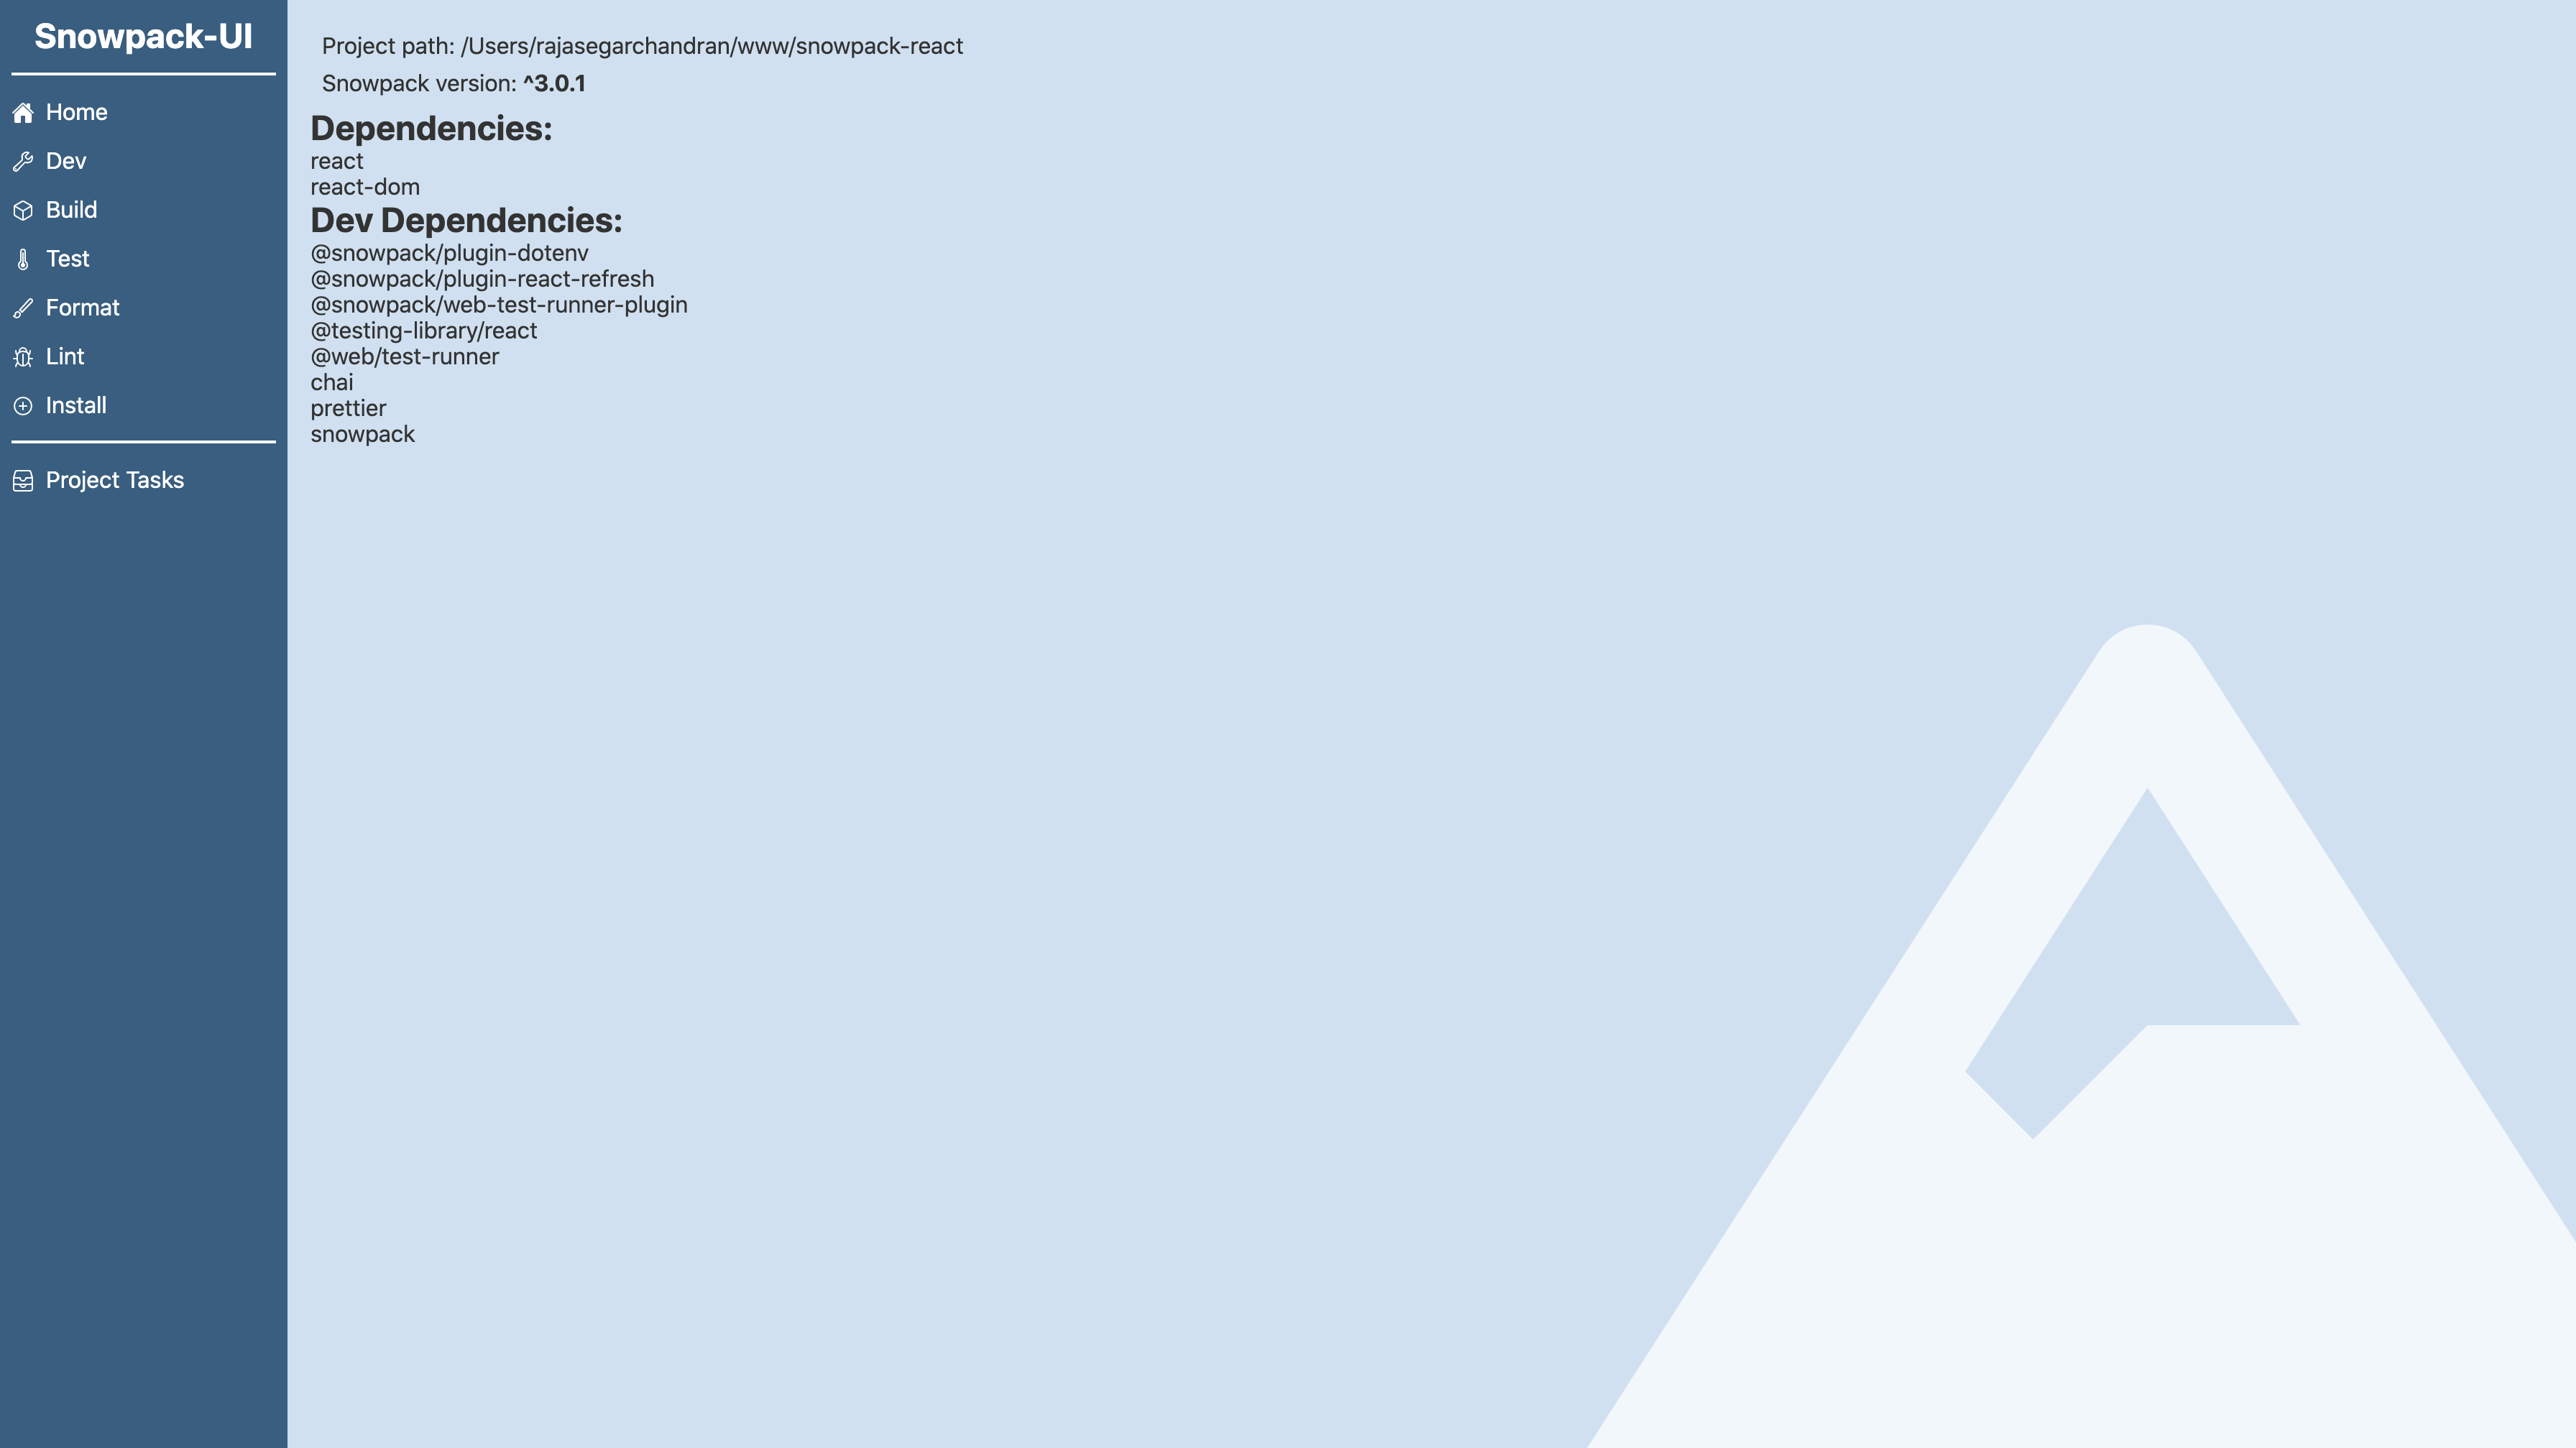 Snowpack-UI
Home
Dev
Build
Test
Format
Lint
Install
Project Tasks
Project path: /Users/rajasegarchandran/www/snowpack-react
Snowpack version: ^3.0.1
Dependencies:
react
react-dom
Dev Dependencies:
@snowpack/plugin-dotenv
@snowpack/plugin-react-refresh
@snowpack/web-test-runner-plugin
@testing-library/react
@web/test-runner
chai
prettier
snowpack